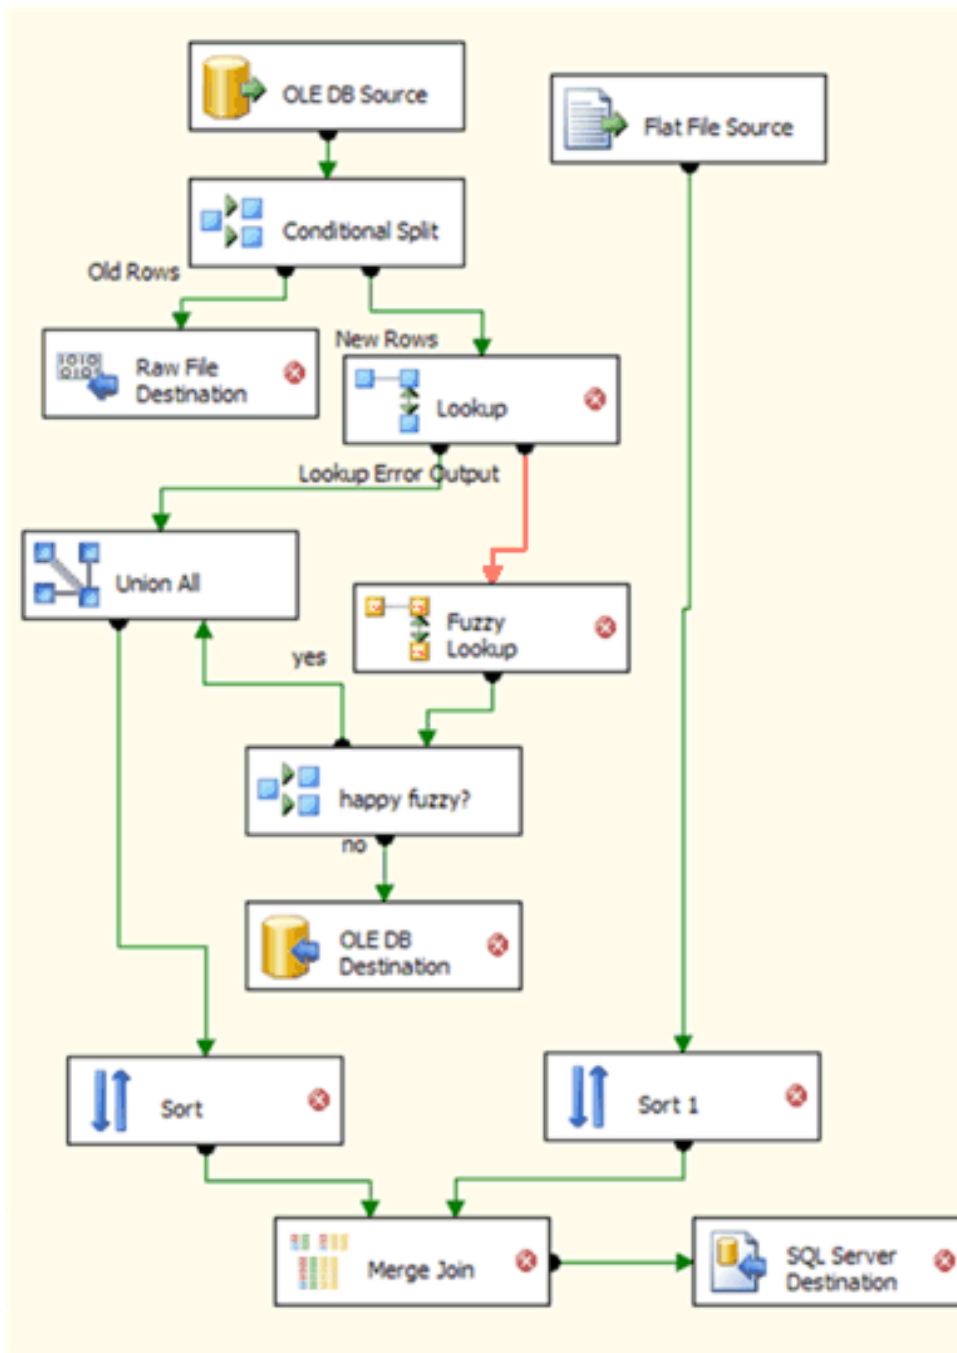 OLE DB Source
Flat File Source
Conditional Split
Old Rows
New Rows
Raw File
Destination
Lookup
Lookup Error Output
Union All
Fuzzy
Lookup
yes
happy fuzzy?
no
OLE DB
Destination
Sort
Sort 1
Merge Join
SQL Server
Destination